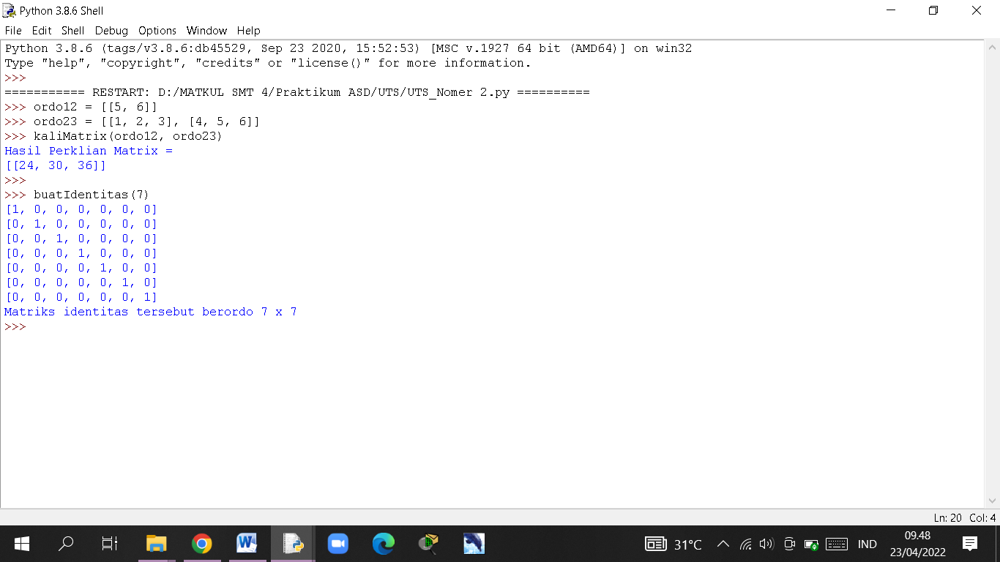 Python 3.8.6 Shell
File Edit Shell Debug Options Window Help
Python 3.8.6 (tags/v3.8.6:db45529, Sep 23 2020, 15:52:53) [MSC v.1927 64 bit (AMD64)] on win32
Type "help", "copyright", "credits" or "license()" for more information.
>>>
=========== RESTART: D:/MATKUL SMT 4/Praktikum ASD/UTS/UTS_Nomer 2.py ==========
>>> ordo12 = [[5, 6]]
>>> ordo23 = [[1, 2, 3], [4, 5, 6]]
>>> kaliMatrix(ordo12, ordo23)
Hasil Perklian Matrix =
[[24, 30, 36]]
>>>
>>> buatIdentitas(7)
[1, 0, 0, 0, 0, 0, 0]
[0, 1, 0, 0, 0, 0, 0]
[0, 0, 1, 0, 0, 0, 0]
[0, 0, 0, 1, 0, 0, 0]
[0, 0, 0, 0, 1, 0, 0]
[0, 0, 0, 0, 0, 1, 0]
[0, 0, 0, 0, 0, 0, 1]
Matriks identitas tersebut berordo 7 x 7
>>>
Ln: 20 Col: 4
31°C IND 09.48
23/04/2022